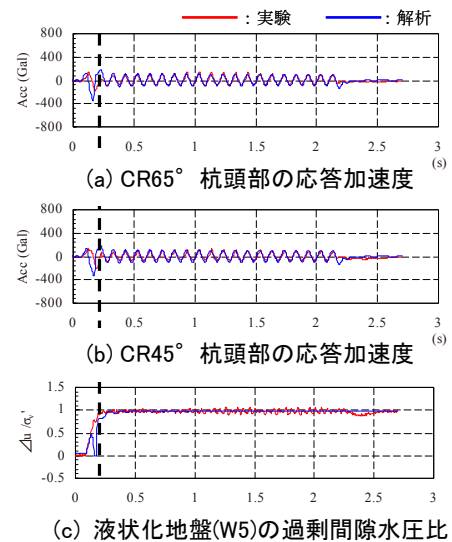 : 実験 : 解析
800
400
0
-400
-800
Acc (Gal)
0 0.5 1 1.5 2 2.5 3
(s)
(a) CR65° 杭頭部の応答加速度
800
400
0
-400
-800
Acc (Gal)
0 0.5 1 1.5 2 2.5 3
(s)
(b) CR45° 杭頭部の応答加速度
1.5
1
0.5
0
-0.5
⊿u /σv'
0 0.5 1 1.5 2 2.5 3
(c) 液状化地盤(W5)の過剰間隙水圧比